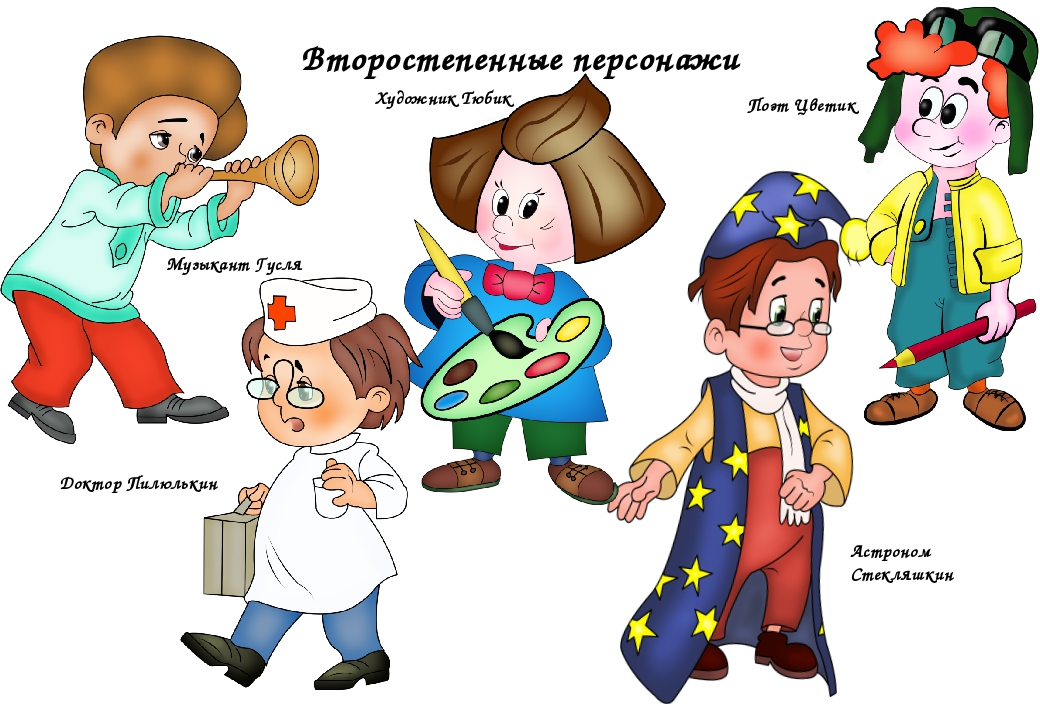 Второстепенные персонажи
Художник Тюбик
Поэт Цветик
Музыкант Гусля
Доктор Пилюлькин
Астроном
Стекляшкин